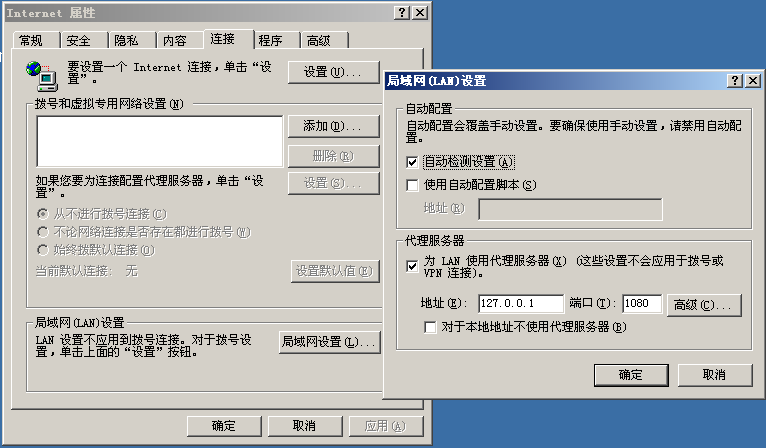 Internet 属性
常规
安全
隐私
内容
连接
程序
高级
要设置一个 Internet 连接,单击“设
置”。
设置(U)...
拨号和虚拟专用网络设置(N)
添加(D)...
删除(R)
如果您要为连接配置代理服务器,单击“设
置”。
设置(S)...
从不进行拨号连接(C)
不论网络连接是否存在都进行拨号(W)
始终拨默认连接(O)
当前默认连接: 无
设置默认值(E)
局域网(LAN)设置
LAN 设置不应用到拨号连接。对于拨号设
置,单击上面的“设置”按钮。
局域网设置(L)...
确定
取消
应用(A)
局域网(LAN)设置
自动配置
自动配置会覆盖手动设置。要确保使用手动设置,请禁用自动配
置。
自动检测设置(A)
使用自动配置脚本(S)
地址(R)
代理服务器
为 LAN 使用代理服务器(X) (这些设置不会应用于拨号或
VPN 连接)。
地址(E): 127.0.0.1 端口(T): 1080 高级(C)...
对于本地地址不使用代理服务器(B)
确定
取消